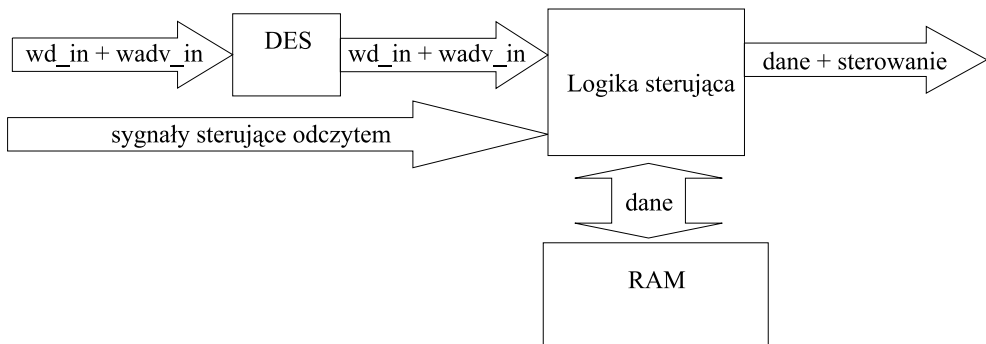 wd_in + wadv_in
DES
wd_in + wadv_in
Logika sterująca
dane + sterowanie
sygnały sterujące odczytem
dane
RAM